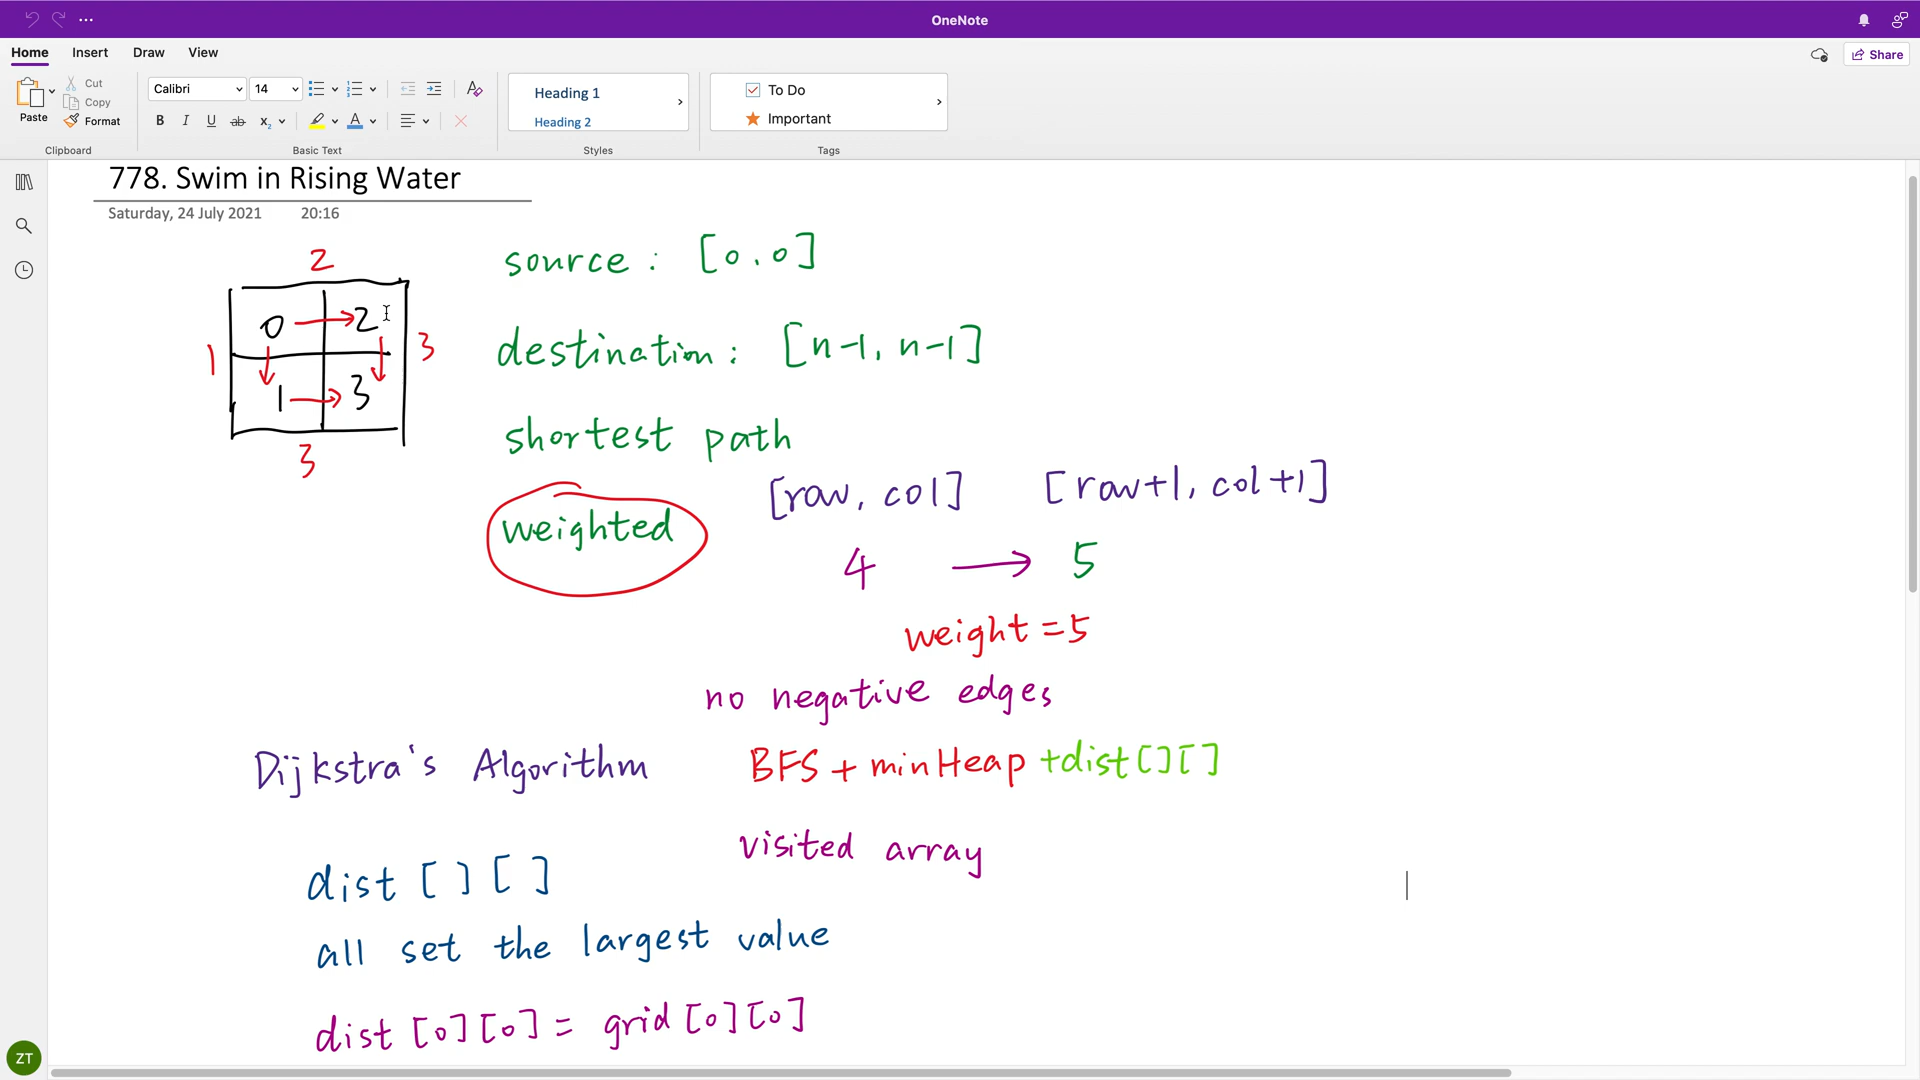 OneNote
Home Insert Draw View
Share
Paste
Cut
Copy
Format
Calibri 14
B I U ab x₂ A
Heading 1
Heading 2
To Do
Important
Clipboard Basic Text Styles Tags
778. Swim in Rising Water
Saturday, 24 July 2021 20:16
2
0 2
1 3
1 3
3
source : [0,0]
destination : [n-1, n-1]
shortest path
[row, col] [row+1, col+1]
weighted
4 → 5
weight = 5
no negative edges
Dijkstra's Algorithm BFS + minHeap + dist[][]
visited array
dist [ ] [ ]
all set the largest value
dist [0][0] = grid [0][0]
ZT